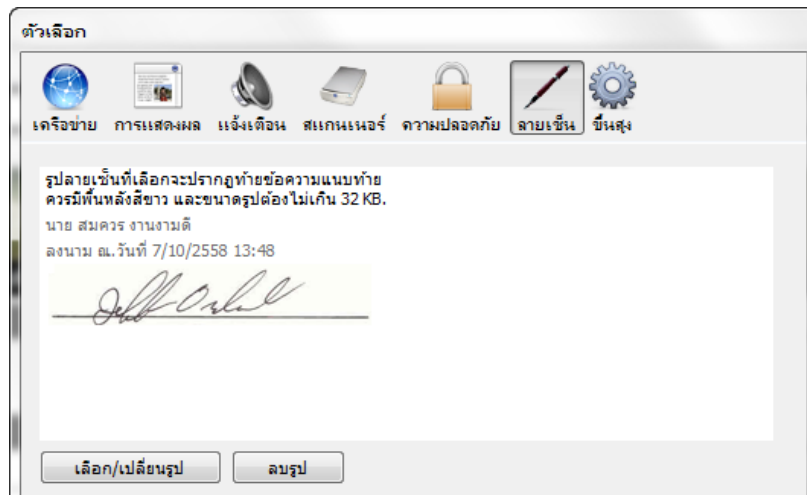 ตัวเลือก
เครือข่าย การแสดงผล แจ้งเตือน สแกนเนอร์ ความปลอดภัย ลายเซ็น ขั้นสูง
รูปลายเซ็นที่เลือกจะปรากฏท้ายข้อความแนบท้าย
ควรมีพื้นหลังสีขาว และขนาดรูปต้องไม่เกิน 32 KB.
นาย สมควร งานงามดี
ลงนาม ณ.วันที่ 7/10/2558 13:48
เลือก/เปลี่ยนรูป ลบรูป